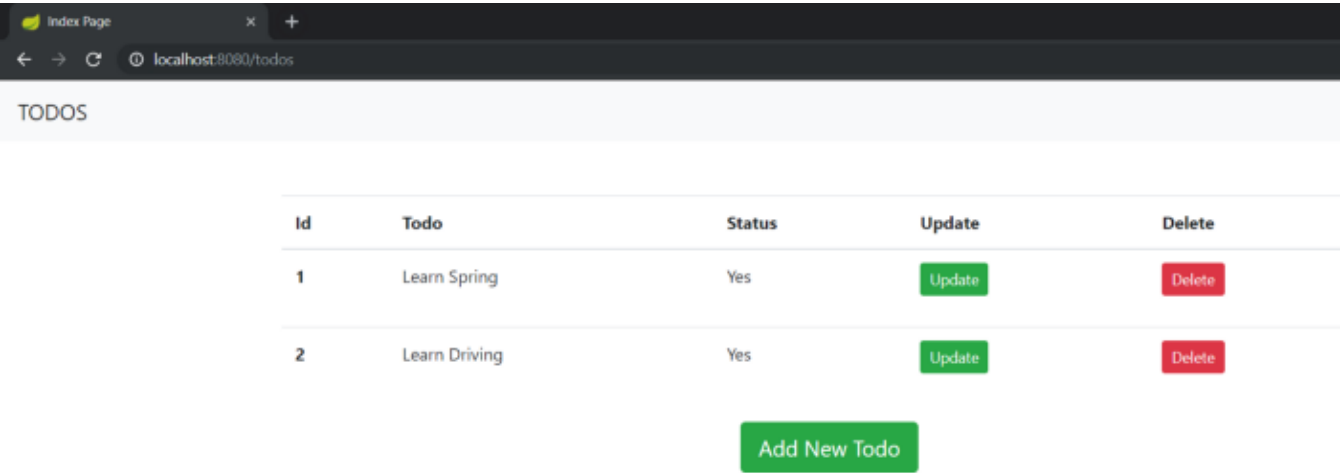 Index Page
localhost:8080/todos
TODOS
Id Todo Status Update Delete
1 Learn Spring Yes Update Delete
2 Learn Driving Yes Update Delete
Add New Todo